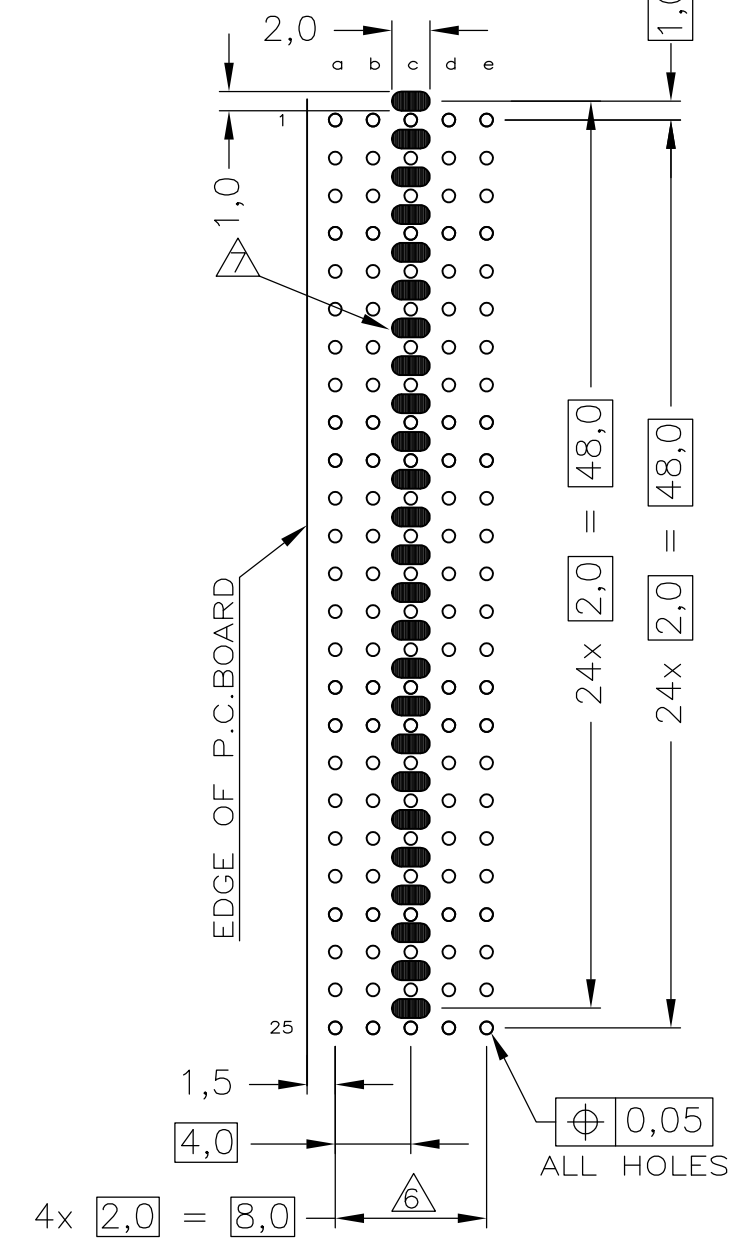 2,0
1,0
a b c d e
1
1,0
7
24x 2,0 = 48,0
24x 2,0 = 48,0
EDGE OF P.C.BOARD
25
1,5
4,0
0,05
ALL HOLES
6
4x 2,0 = 8,0